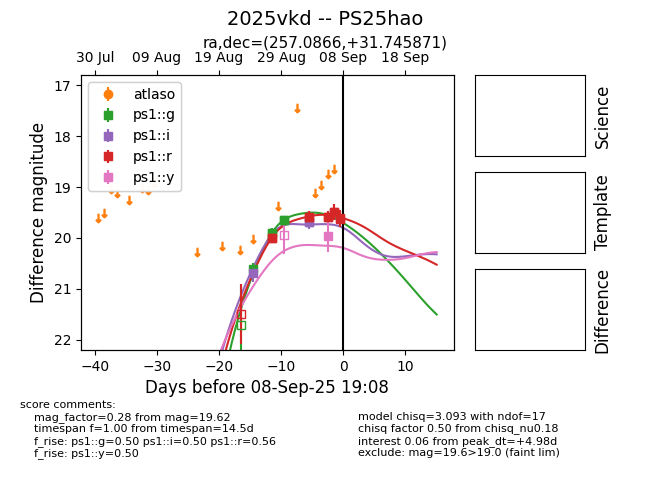 2025vkd -- PS25hao
ra,dec=(257.0866,+31.745871)
30 Jul 09 Aug 19 Aug 29 Aug 08 Sep 18 Sep
17
18
19
20
21
22
Difference magnitude
atlaso
ps1::g
ps1::i
ps1::r
ps1::y
Science
Template
Difference
−40 −30 −20 −10 0 10
Days before 08-Sep-25 19:08
score comments:
mag_factor=0.28 from mag=19.62
timespan f=1.00 from timespan=14.5d
f_rise: ps1::g=0.50 ps1::i=0.50 ps1::r=0.56
f_rise: ps1::y=0.50
model chisq=3.093 with ndof=17
chisq factor 0.50 from chisq_nu0.18
interest 0.06 from peak_dt=+4.98d
exclude: mag=19.6>19.0 (faint lim)